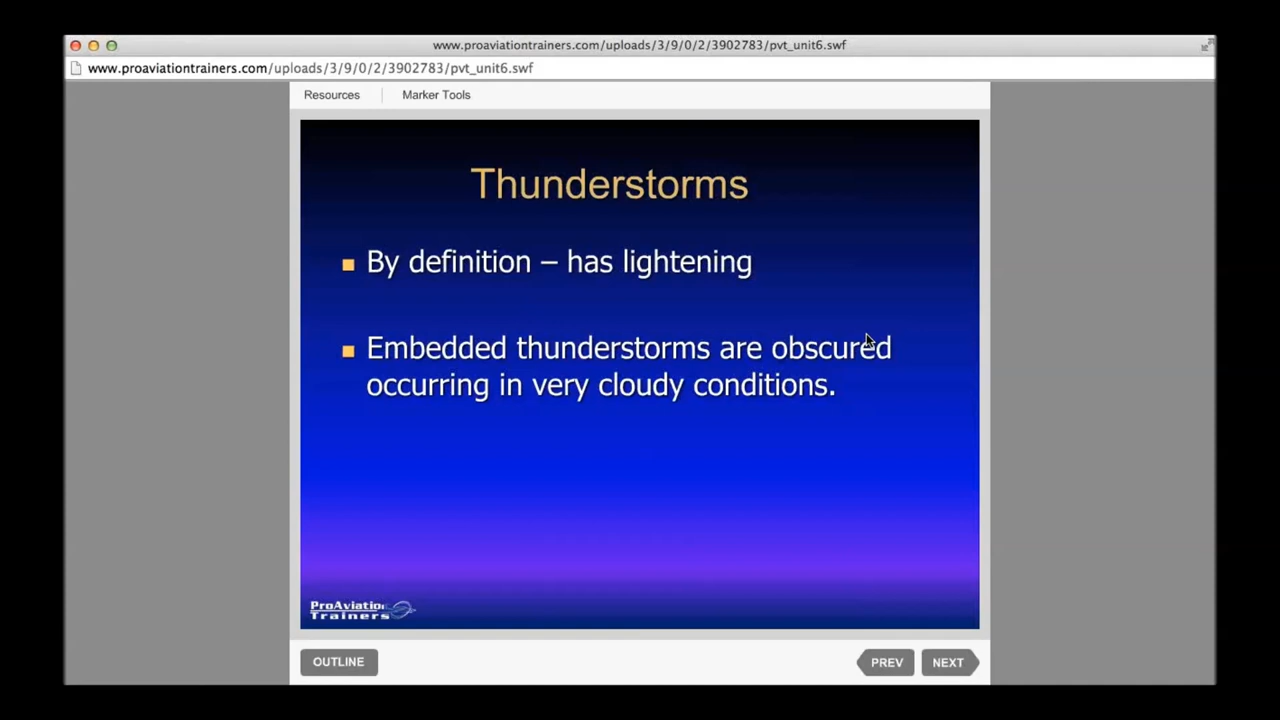 www.proaviationtrainers.com/uploads/3/9/0/2/3902783/pvt_unit6.swf
www.proaviationtrainers.com/uploads/3/9/0/2/3902783/pvt_unit6.swf
Resources
Marker Tools
Thunderstorms
By definition – has lightening
Embedded thunderstorms are obscured
occurring in very cloudy conditions.
ProAviation
Trainers
OUTLINE
PREV
NEXT